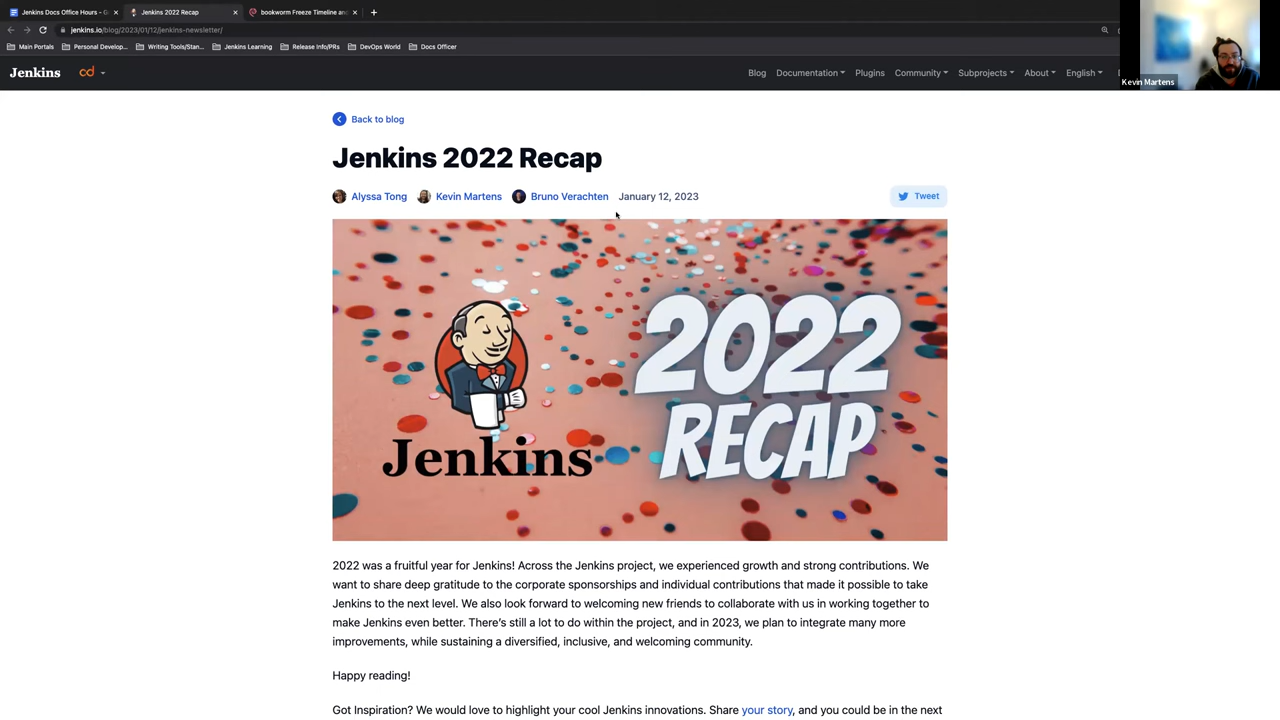 Jenkins Docs Office Hours - G
Jenkins 2022 Recap
bookworm Freeze Timeline an
jenkins.io/blog/2023/01/12/jenkins-newsletter/
Main Portals
Personal Develop...
Writing Tools/Stan...
Jenkins Learning
Release Info/PRs
DevOps World
Docs Officer
Kevin Martens
Jenkins
cd
Blog
Documentation
Plugins
Community
Subprojects
About
English
Back to blog
Jenkins 2022 Recap
Alyssa Tong
Kevin Martens
Bruno Verachten
January 12, 2023
Tweet
2022
RECAP
Jenkins
2022 was a fruitful year for Jenkins! Across the Jenkins project, we experienced growth and strong contributions. We
want to share deep gratitude to the corporate sponsorships and individual contributions that made it possible to take
Jenkins to the next level. We also look forward to welcoming new friends to collaborate with us in working together to
make Jenkins even better. There's still a lot to do within the project, and in 2023, we plan to integrate many more
improvements, while sustaining a diversified, inclusive, and welcoming community.
Happy reading!
Got Inspiration? We would love to highlight your cool Jenkins innovations. Share your story, and you could be in the next